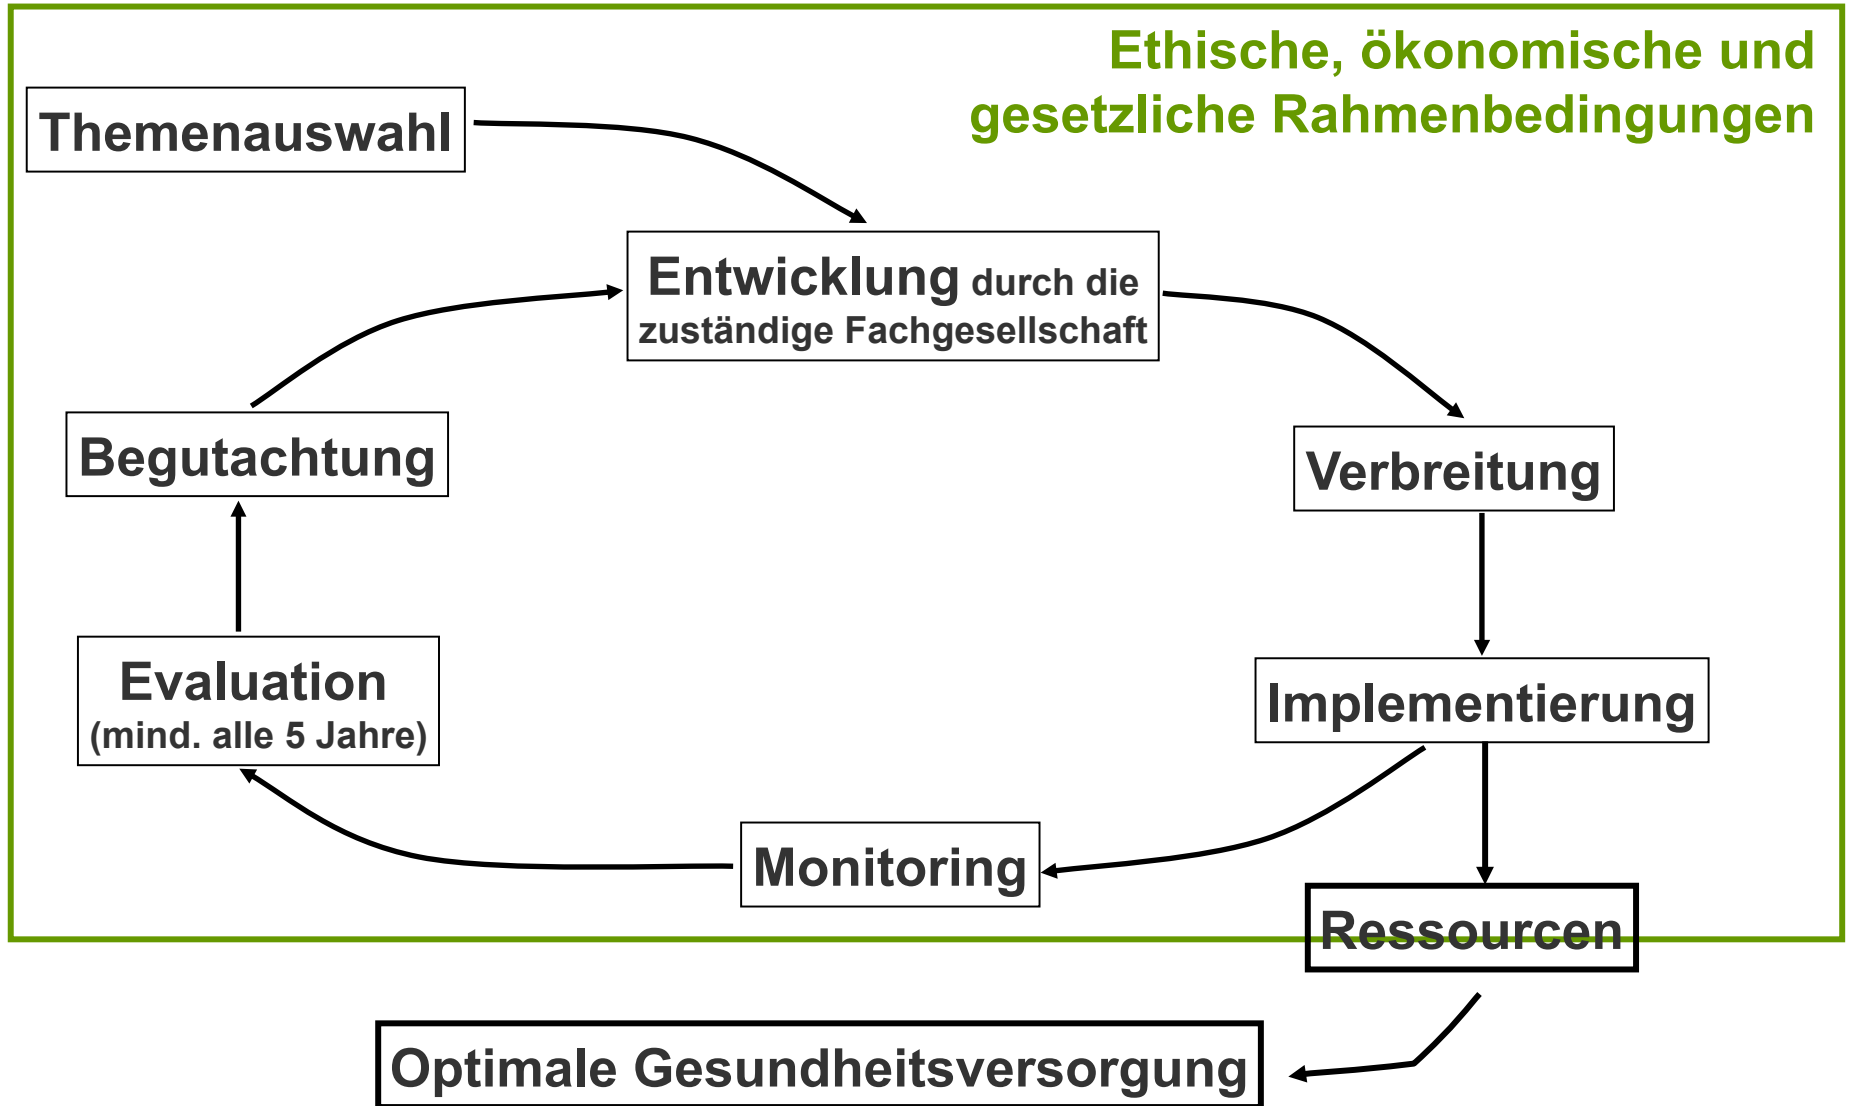 Ethische, ökonomische und
gesetzliche Rahmenbedingungen
Themenauswahl
Entwicklung durch die
zuständige Fachgesellschaft
Begutachtung
Verbreitung
Evaluation
(mind. alle 5 Jahre)
Implementierung
Monitoring
Ressourcen
Optimale Gesundheitsversorgung